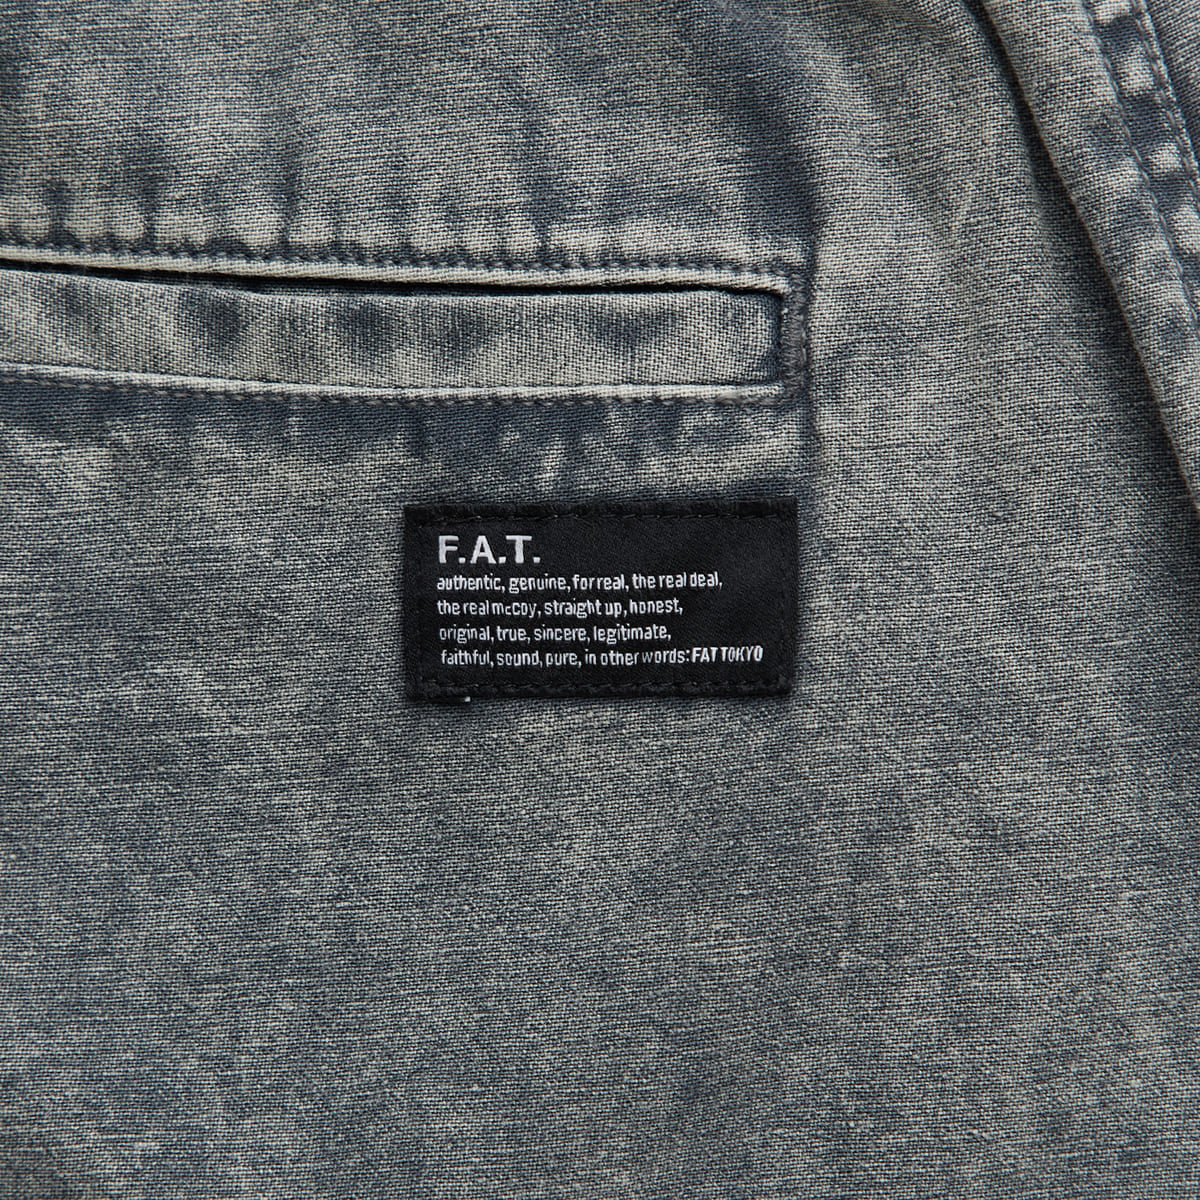 F.A.T.
authentic, genuine, for real, the real deal,
the real mccoy, straight up, honest,
original, true, sincere, legitimate,
faithful, sound, pure, in other words: FAT TOKYO